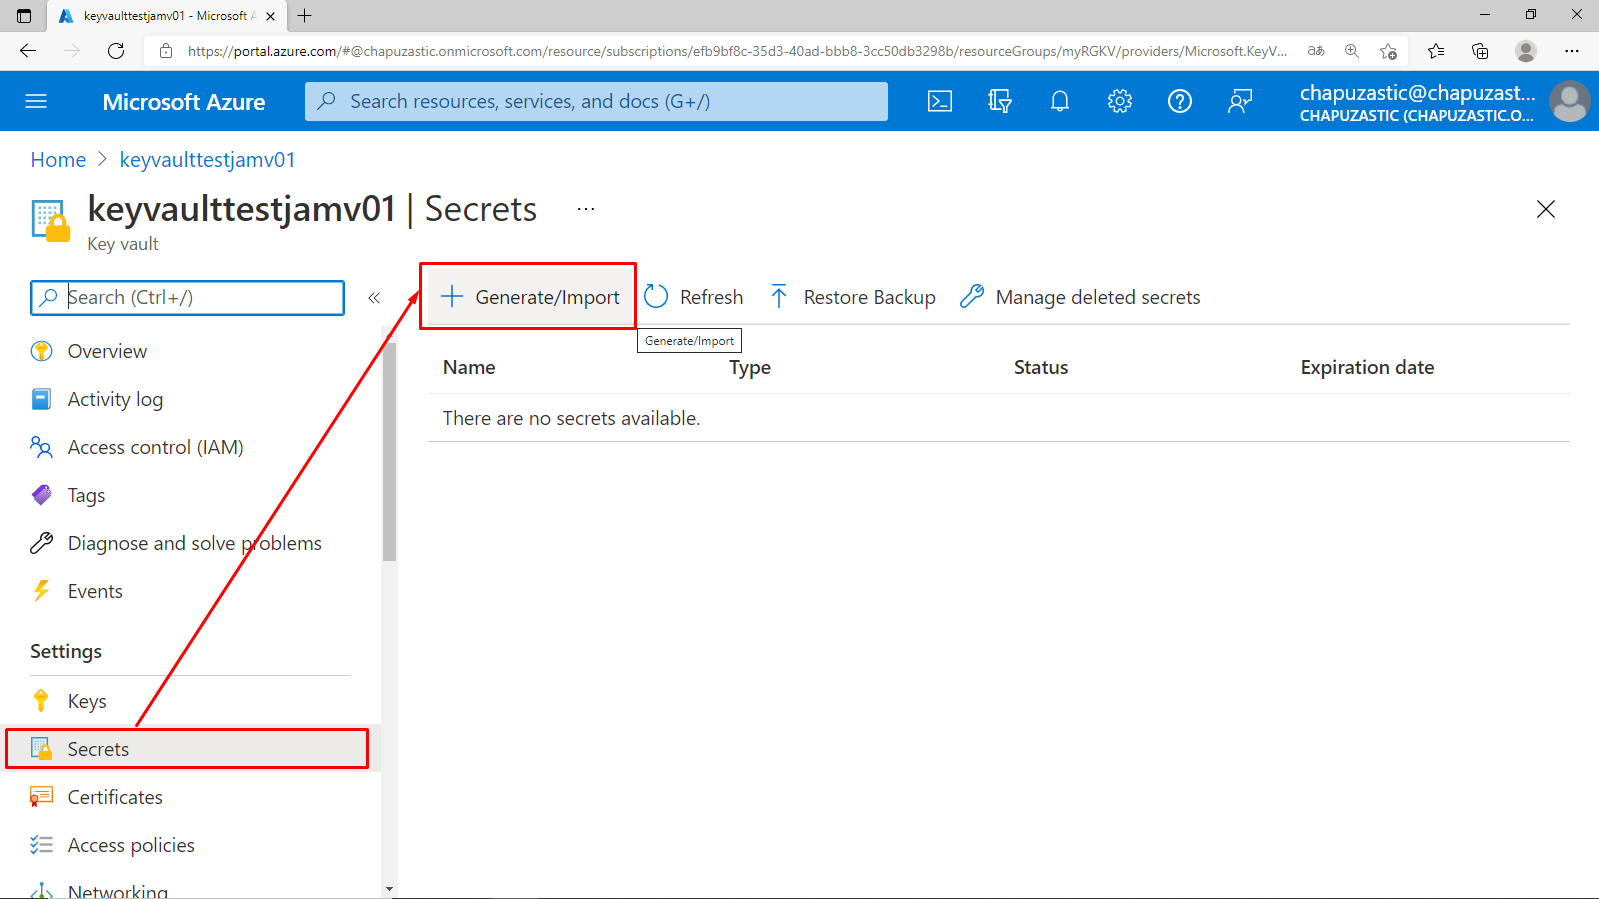 keyvaulttestjamv01 - Microsoft A
https://portal.azure.com/#@chapuzastic.onmicrosoft.com/resource/subscriptions/efb9bf8c-35d3-40ad-bbb8-3cc50db3298b/resourceGroups/myRGKV/providers/Microsoft.KeyV...
Microsoft Azure
Search resources, services, and docs (G+/)
chapuzastic@chapuzast...
CHAPUZASTIC (CHAPUZASTIC.O...
Home > keyvaulttestjamv01
keyvaulttestjamv01 | Secrets ...
Key vault
Search (Ctrl+/)
«
Generate/Import
Refresh
Restore Backup
Manage deleted secrets
Generate/Import
Name Type Status Expiration date
There are no secrets available.
Overview
Activity log
Access control (IAM)
Tags
Diagnose and solve problems
Events
Settings
Keys
Secrets
Certificates
Access policies
Networking